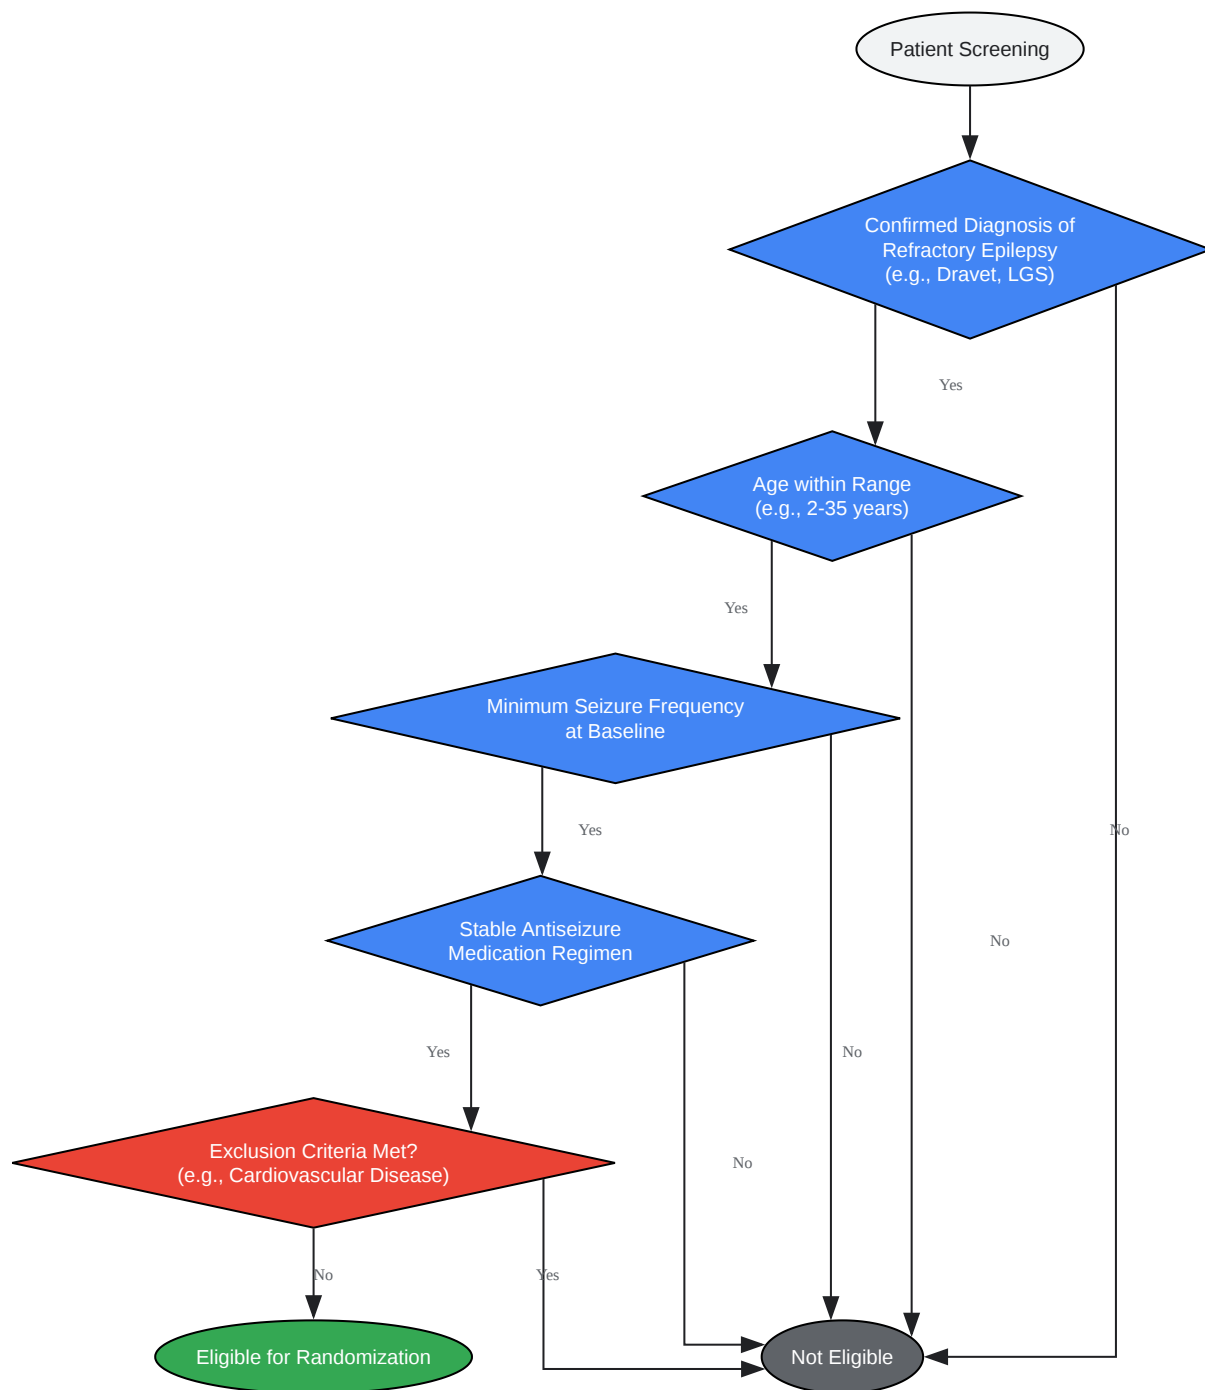 Patient Screening
Confirmed Diagnosis of
Refractory Epilepsy
(e.g., Dravet, LGS)
Yes
Age within Range
(e.g., 2-35 years)
Yes
Minimum Seizure Frequency
at Baseline
Yes
No
Stable Antiseizure
Medication Regimen
No
Yes
No
Exclusion Criteria Met?
(e.g., Cardiovascular Disease)
No
No
Yes
Eligible for Randomization
Not Eligible